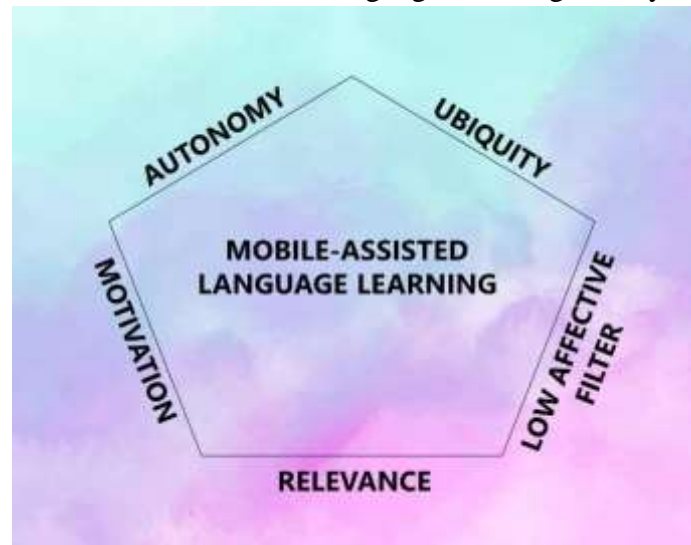 AUTONOMY
UBIQUITY
MOBILE-ASSISTED
LANGUAGE LEARNING
MOTIVATION
LOW AFFECTIVE
FILTER
RELEVANCE